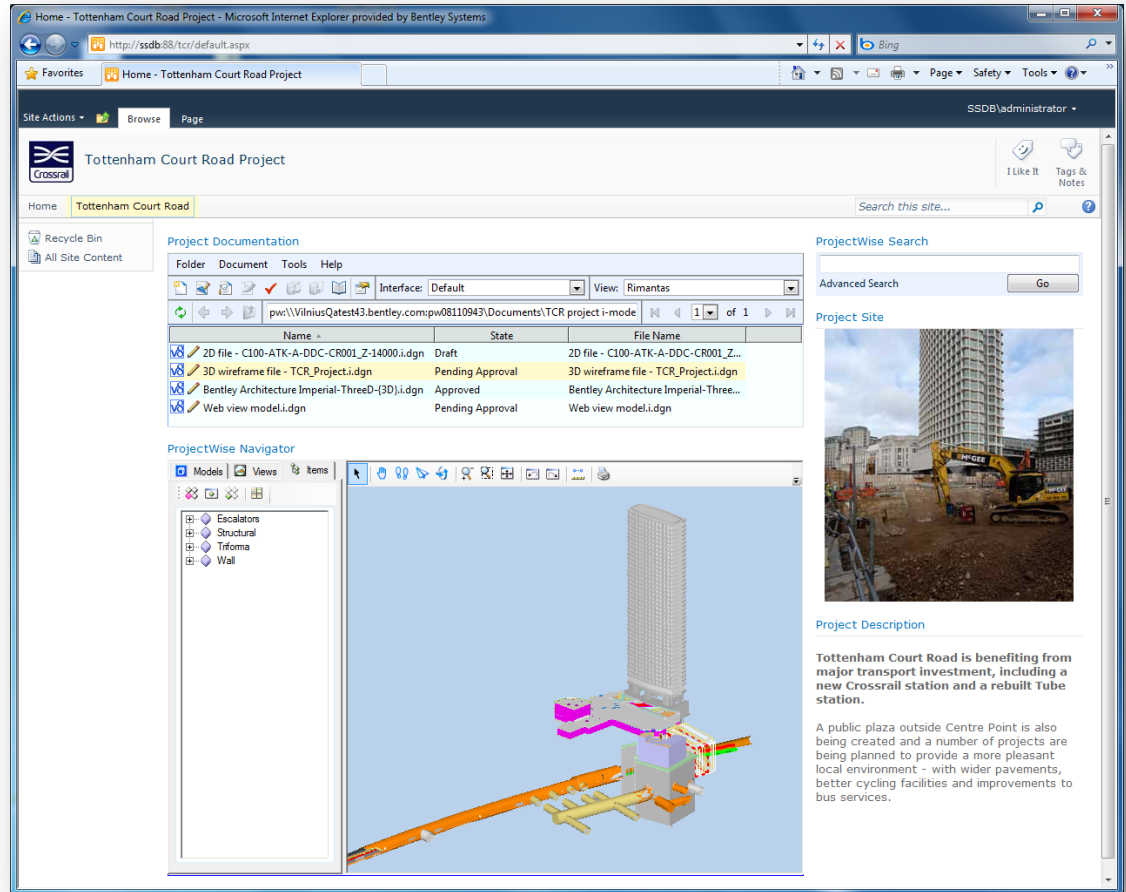 Home - Tottenham Court Road Project - Microsoft Internet Explorer provided by Bentley Systems
http://ssdb:88/tcr/default.aspx
Bing
Favorites
Home - Tottenham Court Road Project
Page
Safety
Tools
SSDB\administrator
Site Actions
Browse
Page
Crossrail
Tottenham Court Road Project
I Like It
Tags &
Notes
Home
Tottenham Court Road
Search this site...
Recycle Bin
All Site Content
Project Documentation
Folder Document Tools Help
Interface: Default
View: Rimantas
pw:\\VilniusQatest43.bentley.com:pw08110943\Documents\TCR project i-mode
1 of 1
Name State File Name
2D file - C100-ATK-A-DDC-CR001_Z-14000.i.dgn Draft 2D file - C100-ATK-A-DDC-CR001_Z...
3D wireframe file - TCR_Project.i.dgn Pending Approval 3D wireframe file - TCR_Project.i.dgn
Bentley Architecture Imperial-ThreeD-{3D}.i.dgn Approved Bentley Architecture Imperial-Three...
Web view model.i.dgn Pending Approval Web view model.i.dgn
ProjectWise Navigator
Models Views Items
Escalators
Structural
Triforma
Wall
ProjectWise Search
Advanced Search
Go
Project Site
McGEE
Project Description
Tottenham Court Road is benefiting from
major transport investment, including a
new Crossrail station and a rebuilt Tube
station.
A public plaza outside Centre Point is also
being created and a number of projects are
being planned to provide a more pleasant
local environment - with wider pavements,
better cycling facilities and improvements to
bus services.